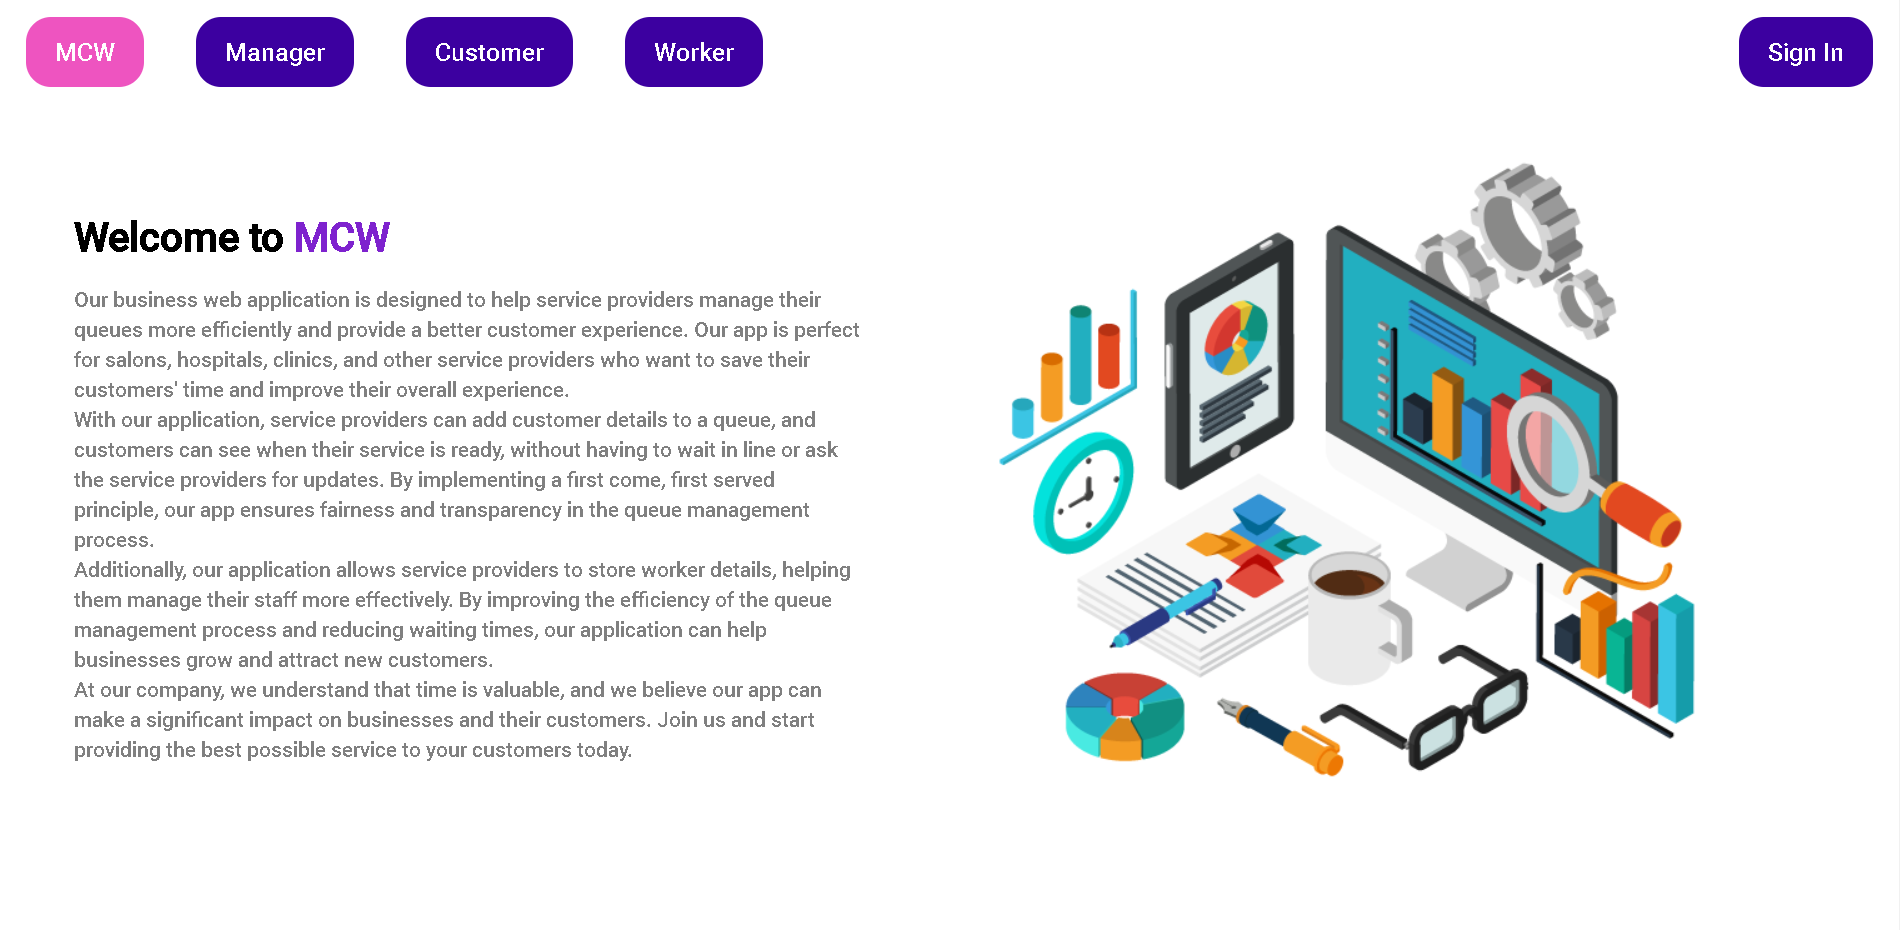 MCW
Manager
Customer
Worker
Sign In
Welcome to MCW
Our business web application is designed to help service providers manage their
queues more efficiently and provide a better customer experience. Our app is perfect
for salons, hospitals, clinics, and other service providers who want to save their
customers' time and improve their overall experience.
With our application, service providers can add customer details to a queue, and
customers can see when their service is ready, without having to wait in line or ask
the service providers for updates. By implementing a first come, first served
principle, our app ensures fairness and transparency in the queue management
process.
Additionally, our application allows service providers to store worker details, helping
them manage their staff more effectively. By improving the efficiency of the queue
management process and reducing waiting times, our application can help
businesses grow and attract new customers.
At our company, we understand that time is valuable, and we believe our app can
make a significant impact on businesses and their customers. Join us and start
providing the best possible service to your customers today.